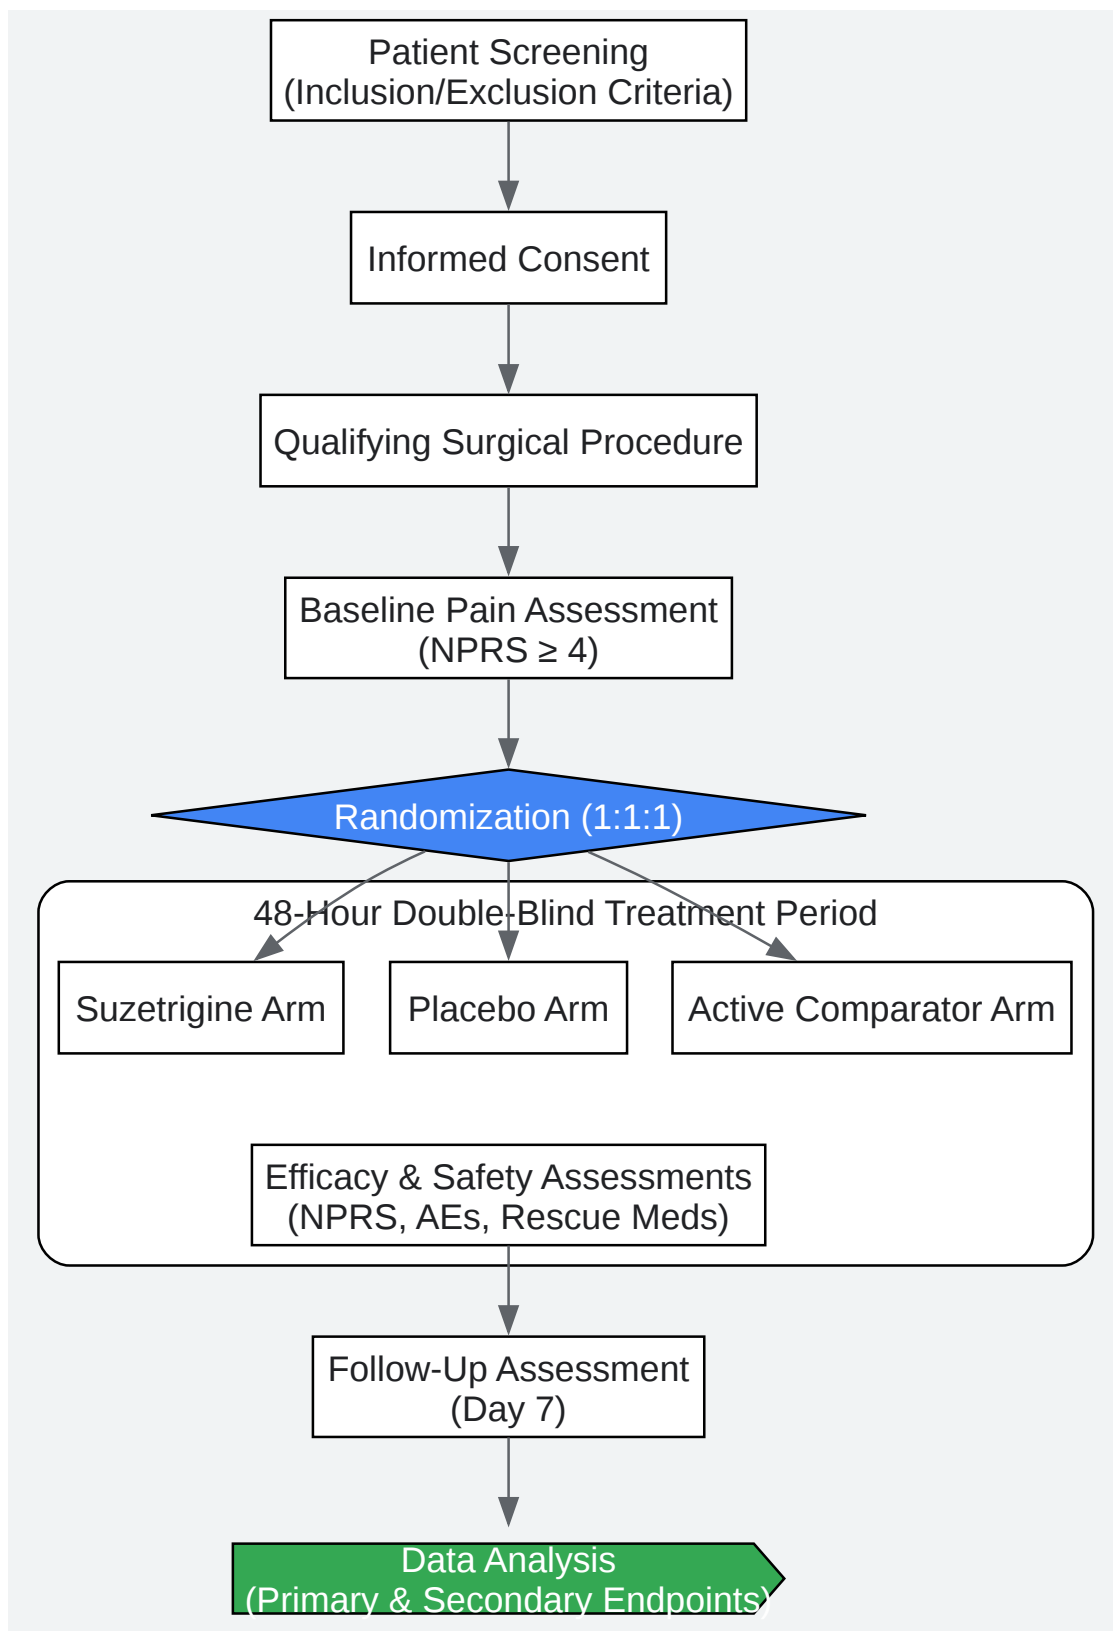 Patient Screening
(Inclusion/Exclusion Criteria)
Informed Consent
Qualifying Surgical Procedure
Baseline Pain Assessment
(NPRS ≥ 4)
Randomization (1:1:1)
48-Hour Double-Blind Treatment Period
Suzetrigine Arm
Placebo Arm
Active Comparator Arm
Efficacy & Safety Assessments
(NPRS, AEs, Rescue Meds)
Follow-Up Assessment
(Day 7)
Data Analysis
(Primary & Secondary Endpoints)